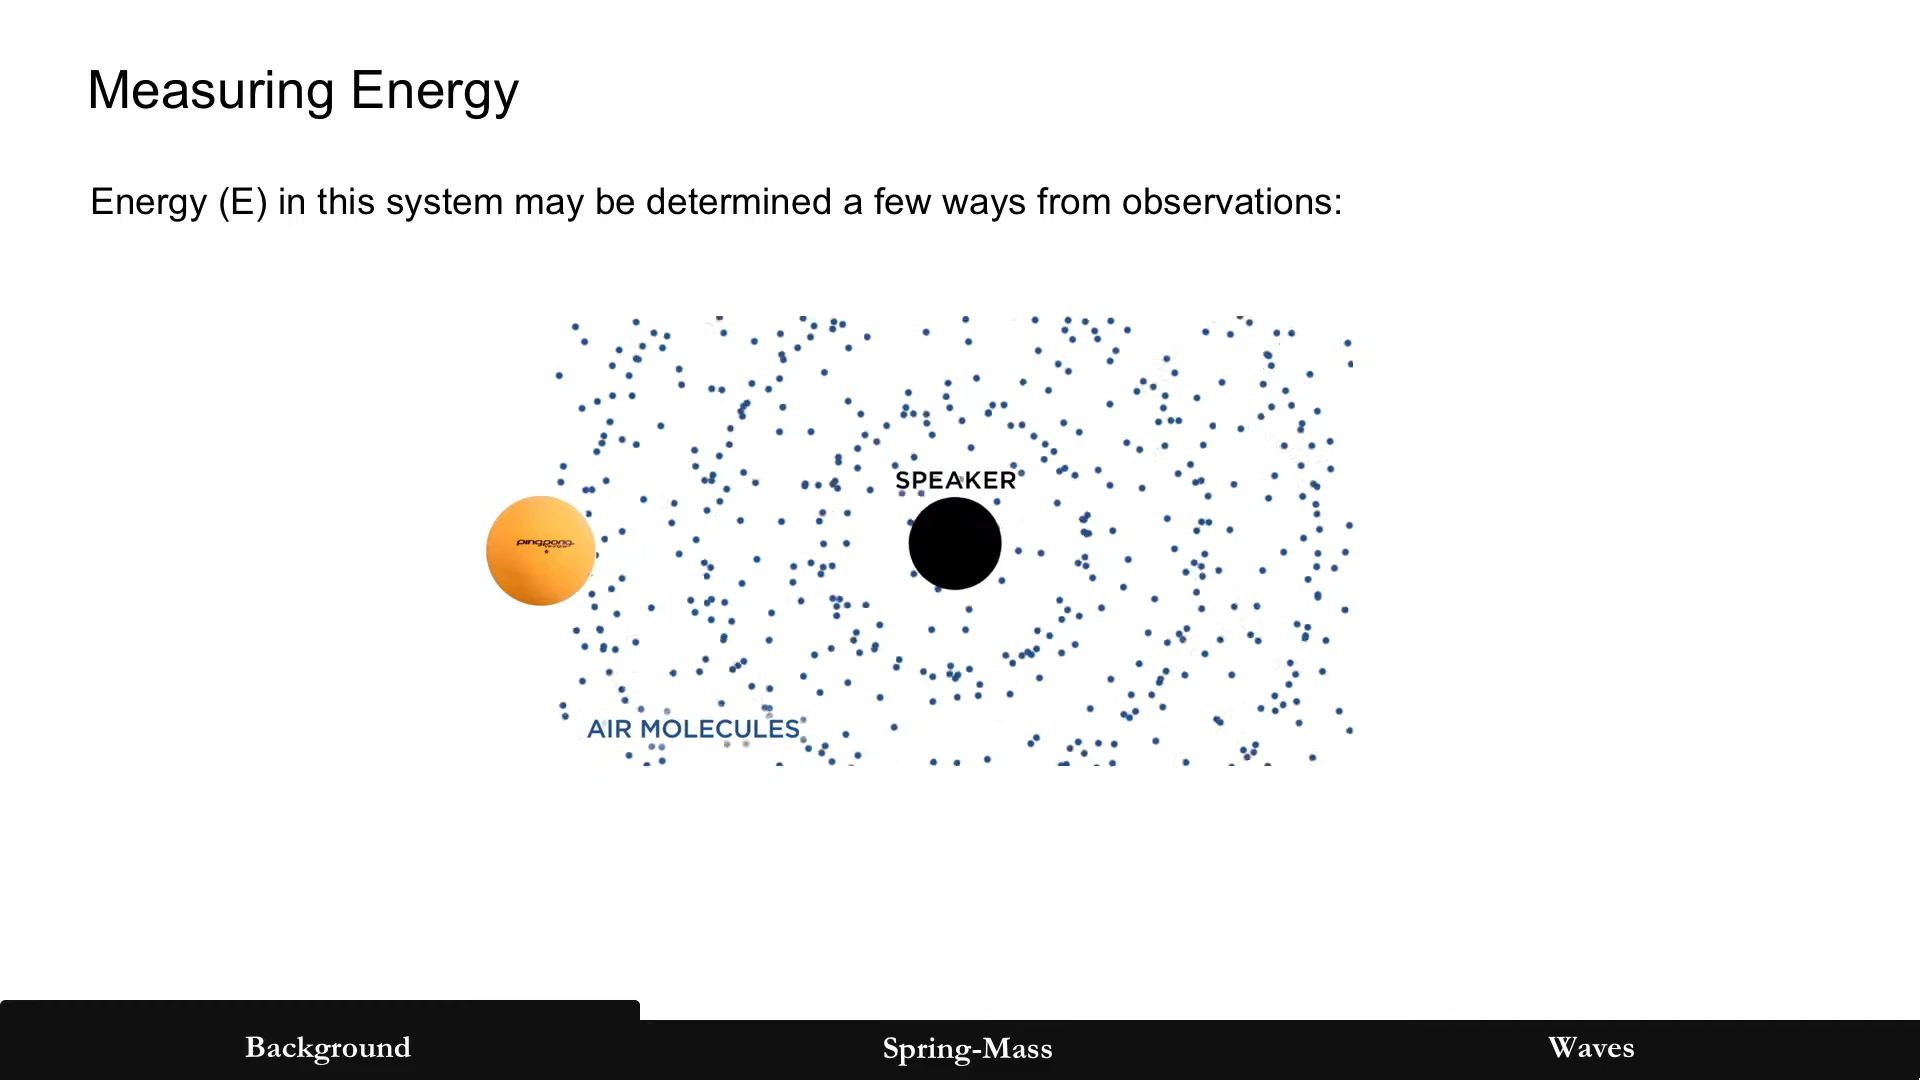 Measuring Energy
Energy (E) in this system may be determined a few ways from observations:
SPEAKER
pingpong
AIR MOLECULES
Background
Spring-Mass
Waves